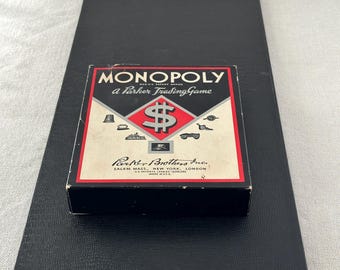 MONOPOLY
A Parker Trading Game
$
Parker Brothers Inc.
SALEM, MASS., NEW YORK, LONDON